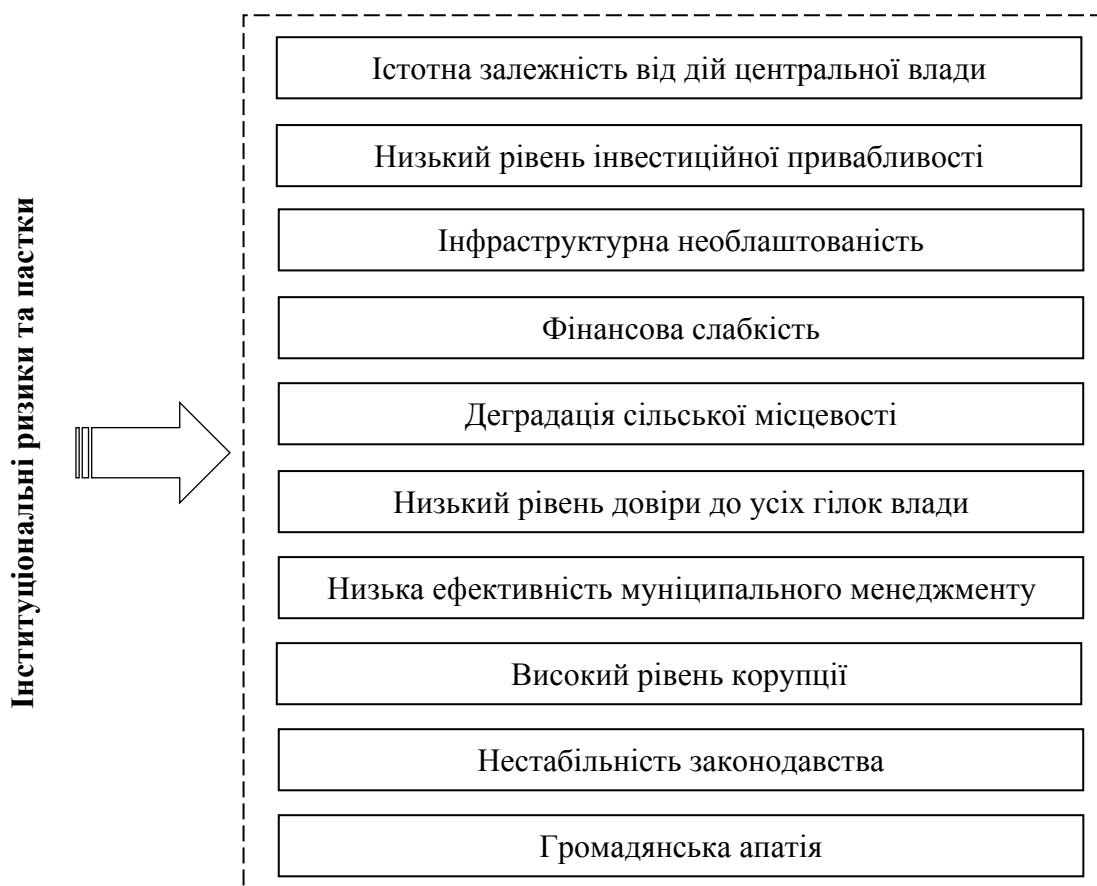 Інституціональні ризики та пастки
Істотна залежність від дій центральної влади
Низький рівень інвестиційної привабливості
Інфраструктурна необлаштованість
Фінансова слабкість
Деградація сільської місцевості
Низький рівень довіри до усіх гілок влади
Низька ефективність муніципального менеджменту
Високий рівень корупції
Нестабільність законодавства
Громадянська апатія